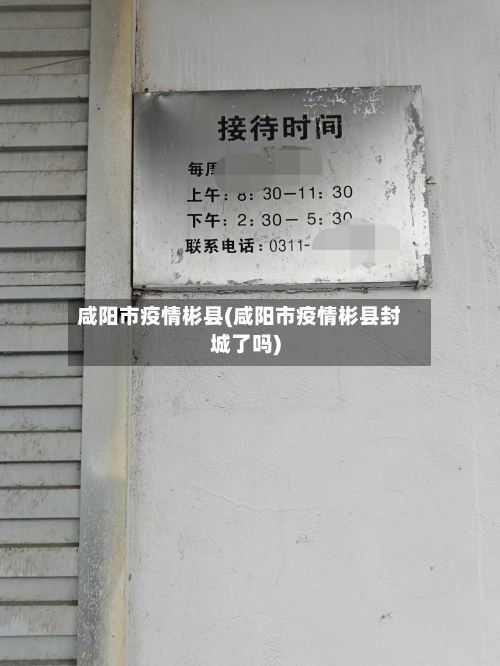 接待时间
每周
上午：8：30－11：30
下午：2：30－5：30
联系电话：0311-
咸阳市疫情彬县(咸阳市疫情彬县封
城了吗)